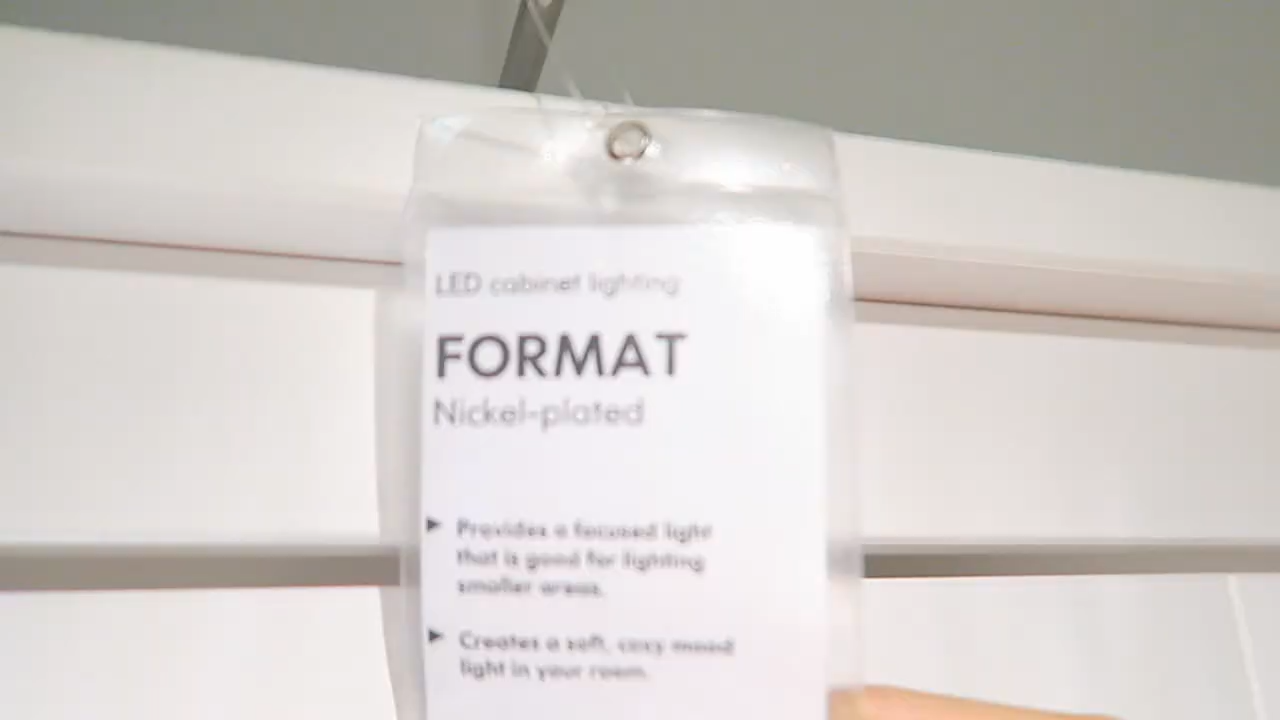 LED cabinet lighting
FORMAT
Nickel-plated
Provides a focused light
that is good for lighting
smaller areas.
Creates a soft, cosy mood
light in your room.